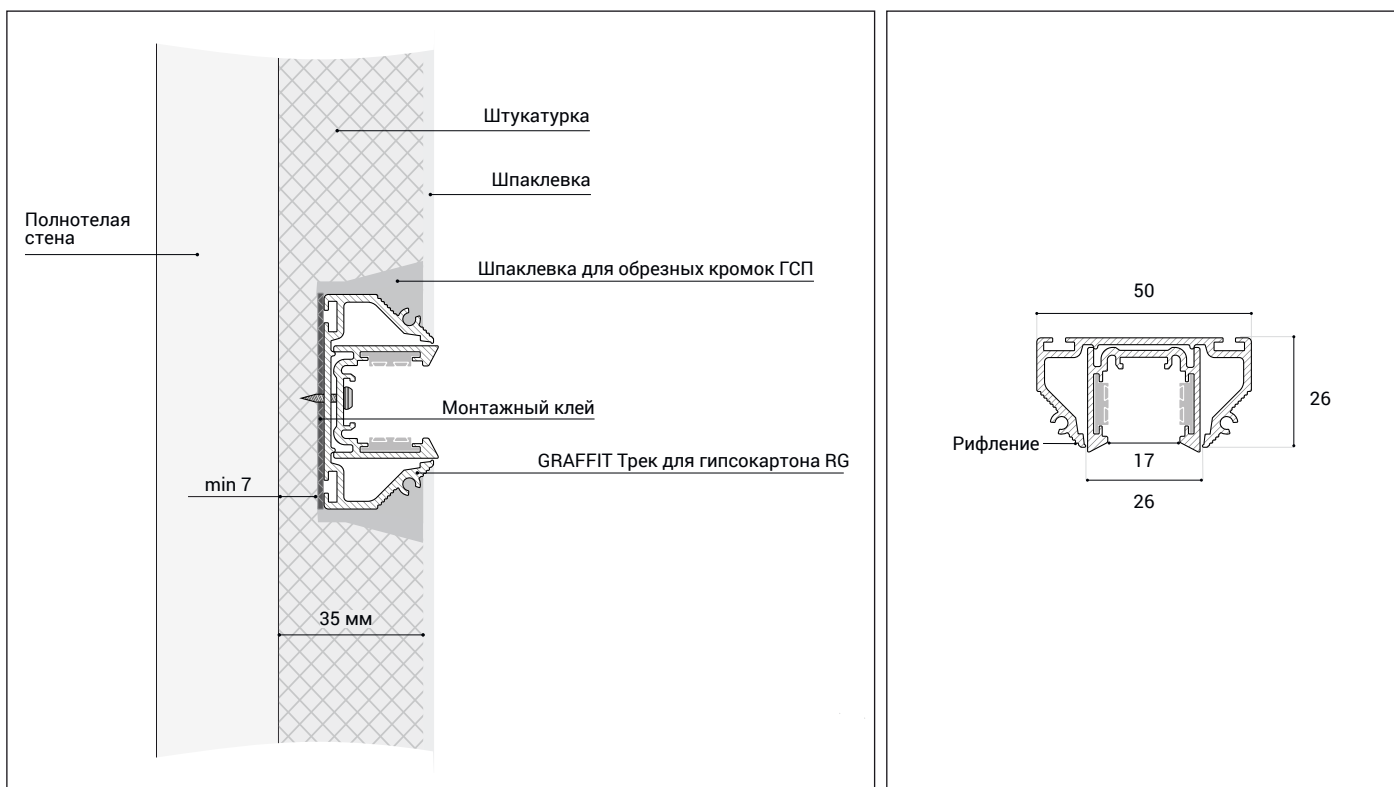 Штукатурка
Шпаклевка
Полнотелая
стена
Шпаклевка для обрезных кромок ГСП
Монтажный клей
GRAFFIT Трек для гипсокартона RG
min 7
35 мм
50
26
Рифление
17
26